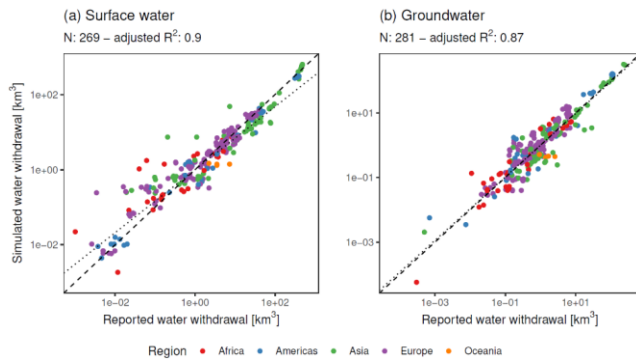 (a) Surface water
N: 269 − adjusted R²: 0.9
(b) Groundwater
N: 281 − adjusted R²: 0.87
Simulated water withdrawal [km³]
1e+02
1e+00
1e−02
1e−02
1e+00
1e+02
Reported water withdrawal [km³]
1e+01
1e−01
1e−03
1e−03
1e−01
1e+01
Reported water withdrawal [km³]
Region
Africa
Americas
Asia
Europe
Oceania